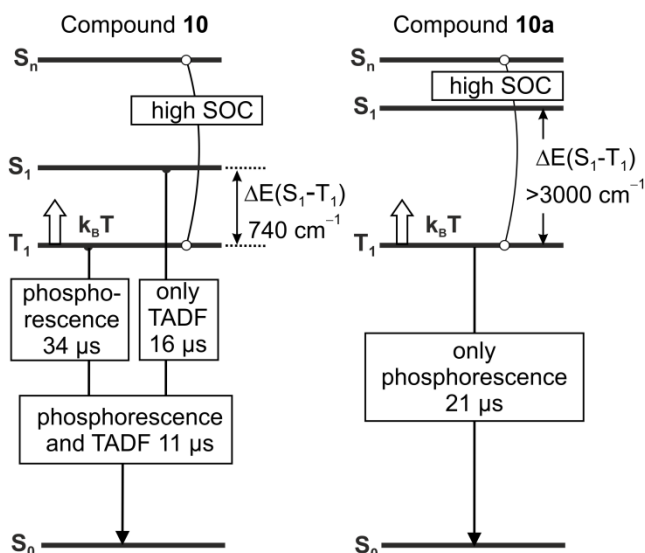 Compound 10
Sₙ
high SOC
S₁
ΔE(S₁-T₁)
740 cm⁻¹
k_BT
T₁
phospho-
rescence
34 µs
only
TADF
16 µs
phosphorescence
and TADF 11 µs
S₀
Compound 10a
Sₙ
high SOC
S₁
ΔE(S₁-T₁)
>3000 cm⁻¹
k_BT
T₁
only
phosphorescence
21 µs
S₀